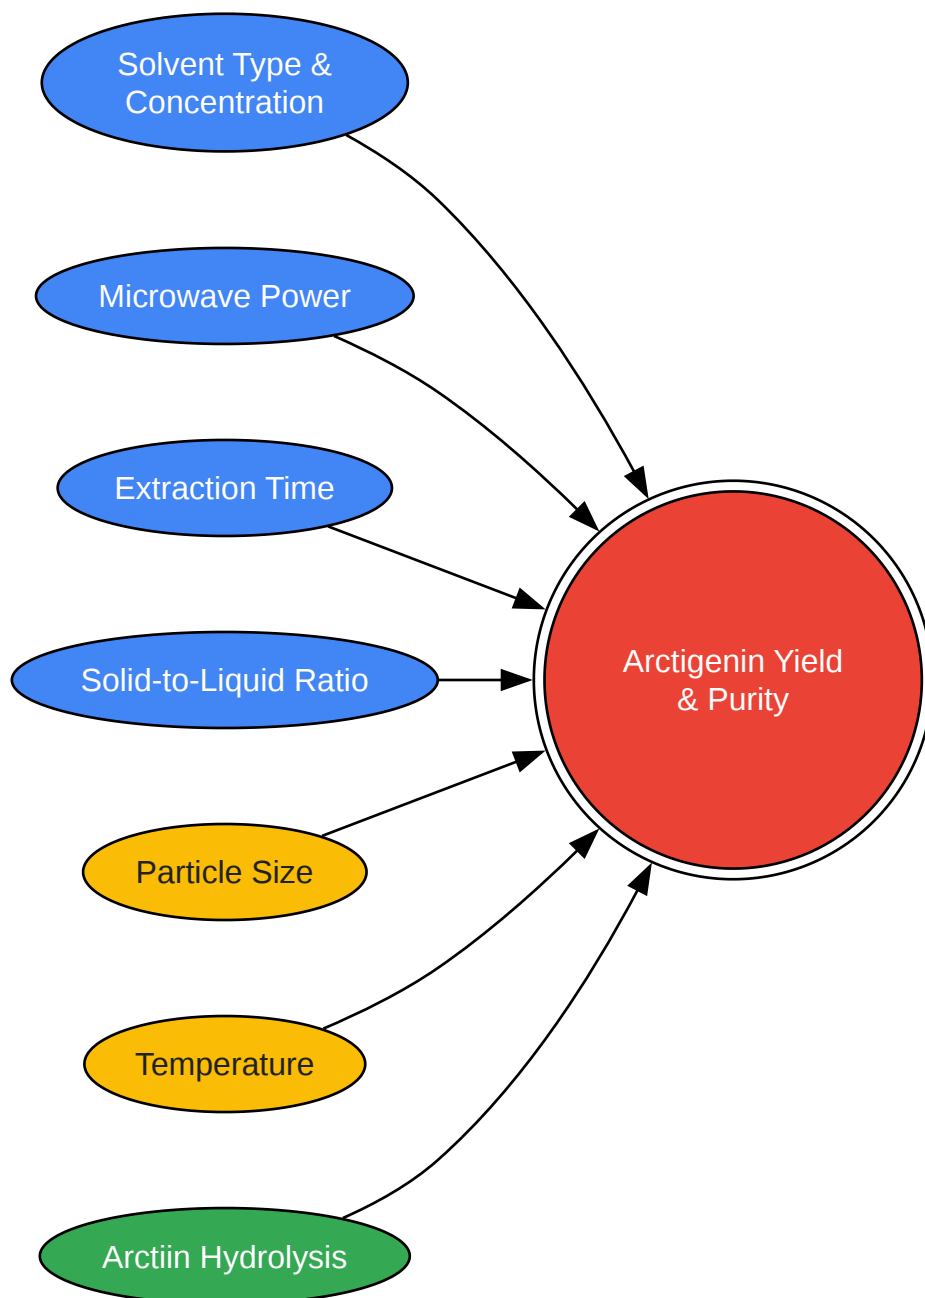 Solvent Type &
Concentration
Microwave Power
Extraction Time
Solid-to-Liquid Ratio
Arctigenin Yield
& Purity
Particle Size
Temperature
Arctiin Hydrolysis